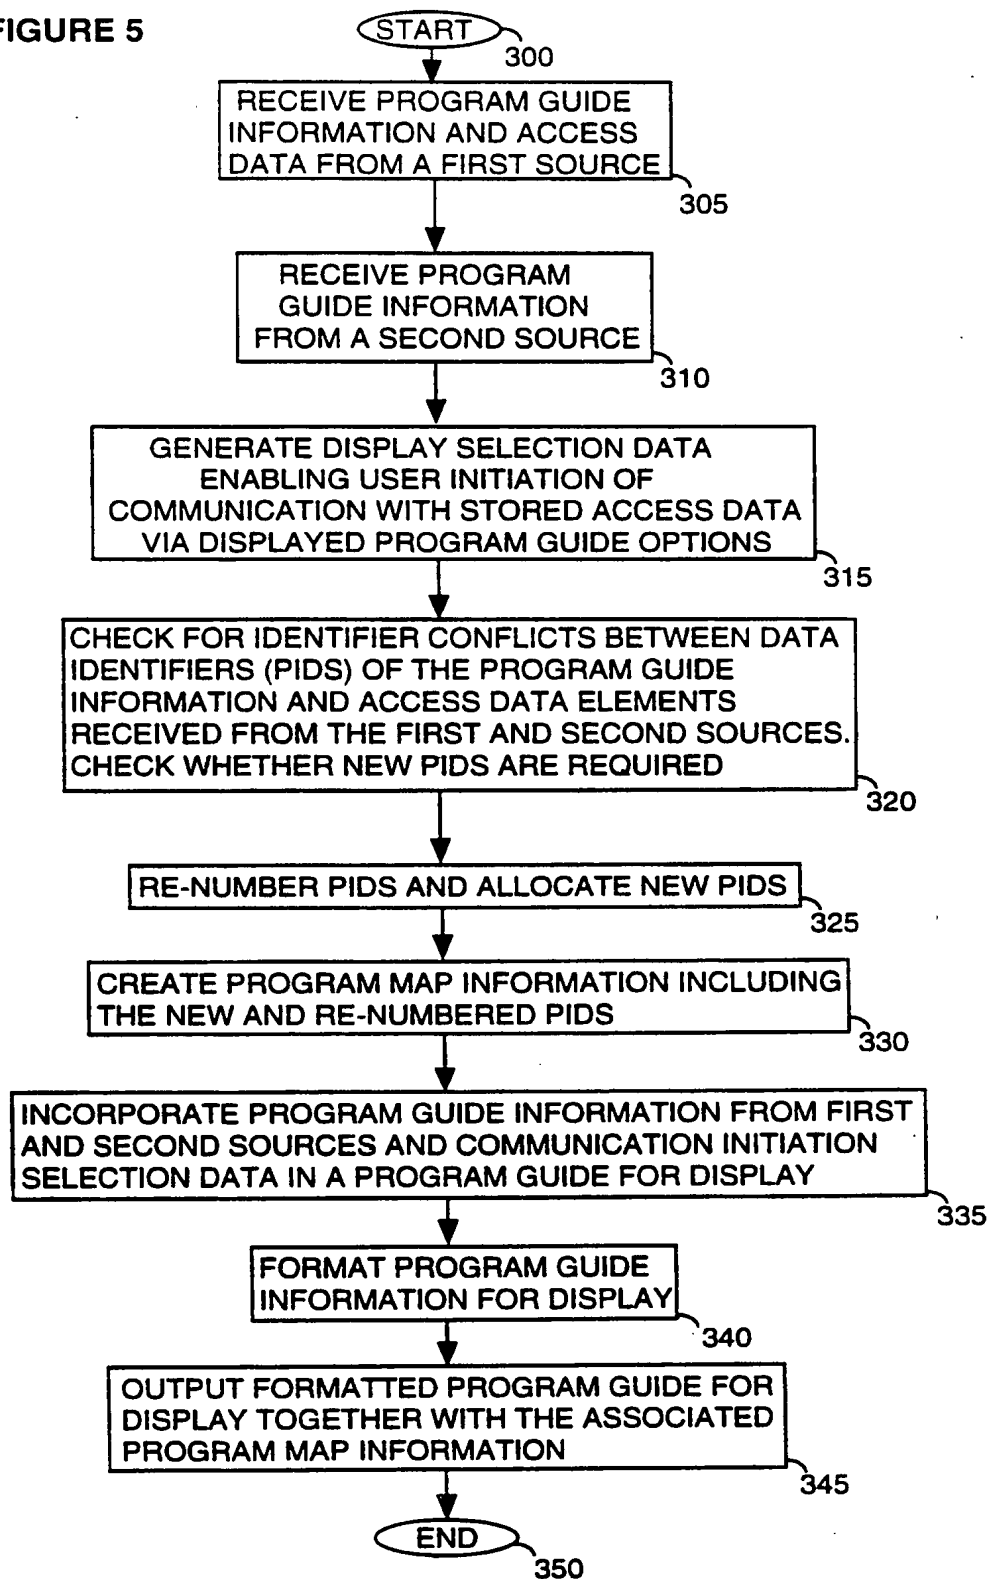 FIGURE 5
START
300
RECEIVE PROGRAM GUIDE
INFORMATION AND ACCESS
DATA FROM A FIRST SOURCE
305
RECEIVE PROGRAM
GUIDE INFORMATION
FROM A SECOND SOURCE
310
GENERATE DISPLAY SELECTION DATA
ENABLING USER INITIATION OF
COMMUNICATION WITH STORED ACCESS DATA
VIA DISPLAYED PROGRAM GUIDE OPTIONS
315
CHECK FOR IDENTIFIER CONFLICTS BETWEEN DATA
IDENTIFIERS (PIDS) OF THE PROGRAM GUIDE
INFORMATION AND ACCESS DATA ELEMENTS
RECEIVED FROM THE FIRST AND SECOND SOURCES.
CHECK WHETHER NEW PIDS ARE REQUIRED
320
RE-NUMBER PIDS AND ALLOCATE NEW PIDS
325
CREATE PROGRAM MAP INFORMATION INCLUDING
THE NEW AND RE-NUMBERED PIDS
330
INCORPORATE PROGRAM GUIDE INFORMATION FROM FIRST
AND SECOND SOURCES AND COMMUNICATION INITIATION
SELECTION DATA IN A PROGRAM GUIDE FOR DISPLAY
335
FORMAT PROGRAM GUIDE
INFORMATION FOR DISPLAY
340
OUTPUT FORMATTED PROGRAM GUIDE FOR
DISPLAY TOGETHER WITH THE ASSOCIATED
PROGRAM MAP INFORMATION
345
END
350